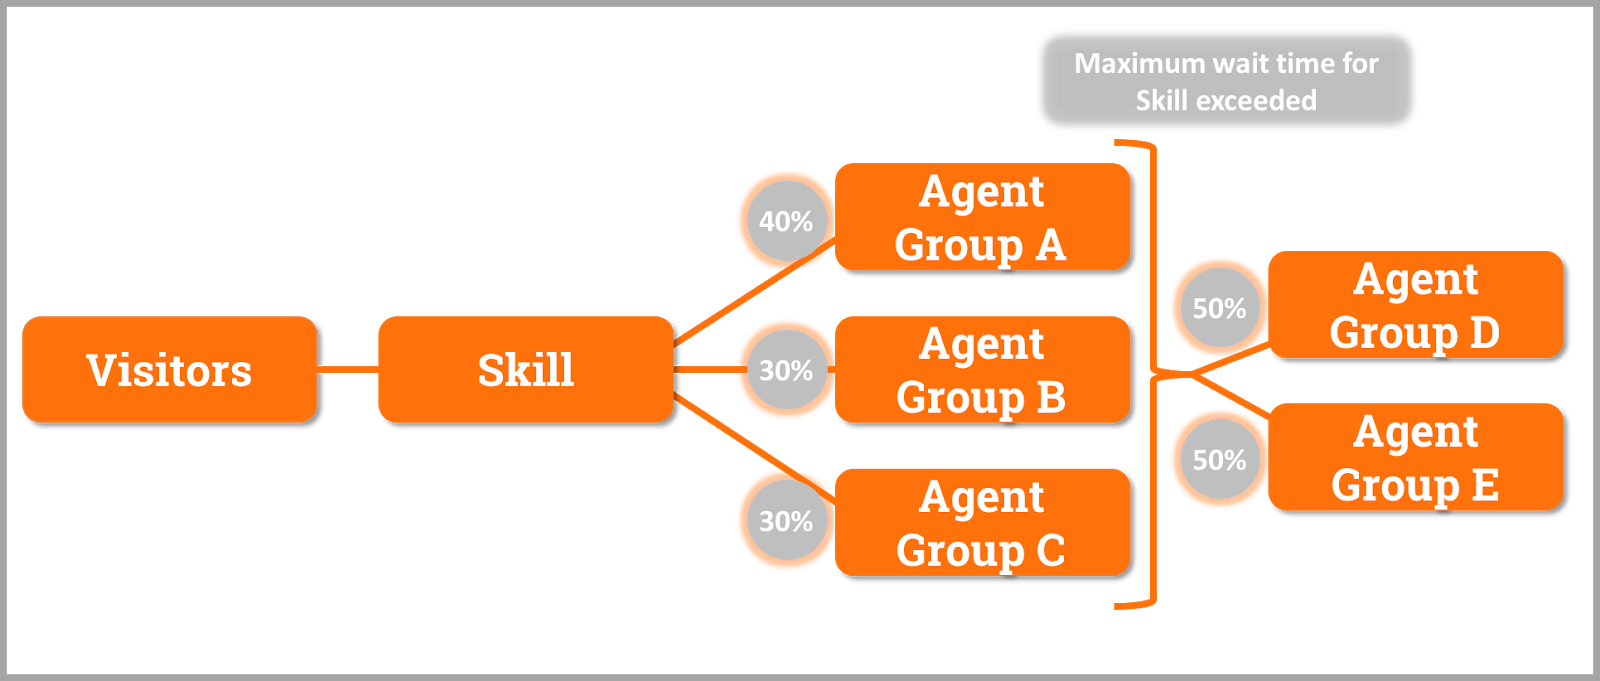 Maximum wait time for
Skill exceeded
Visitors
Skill
40%
Agent
Group A
30%
Agent
Group B
30%
Agent
Group C
50%
Agent
Group D
50%
Agent
Group E